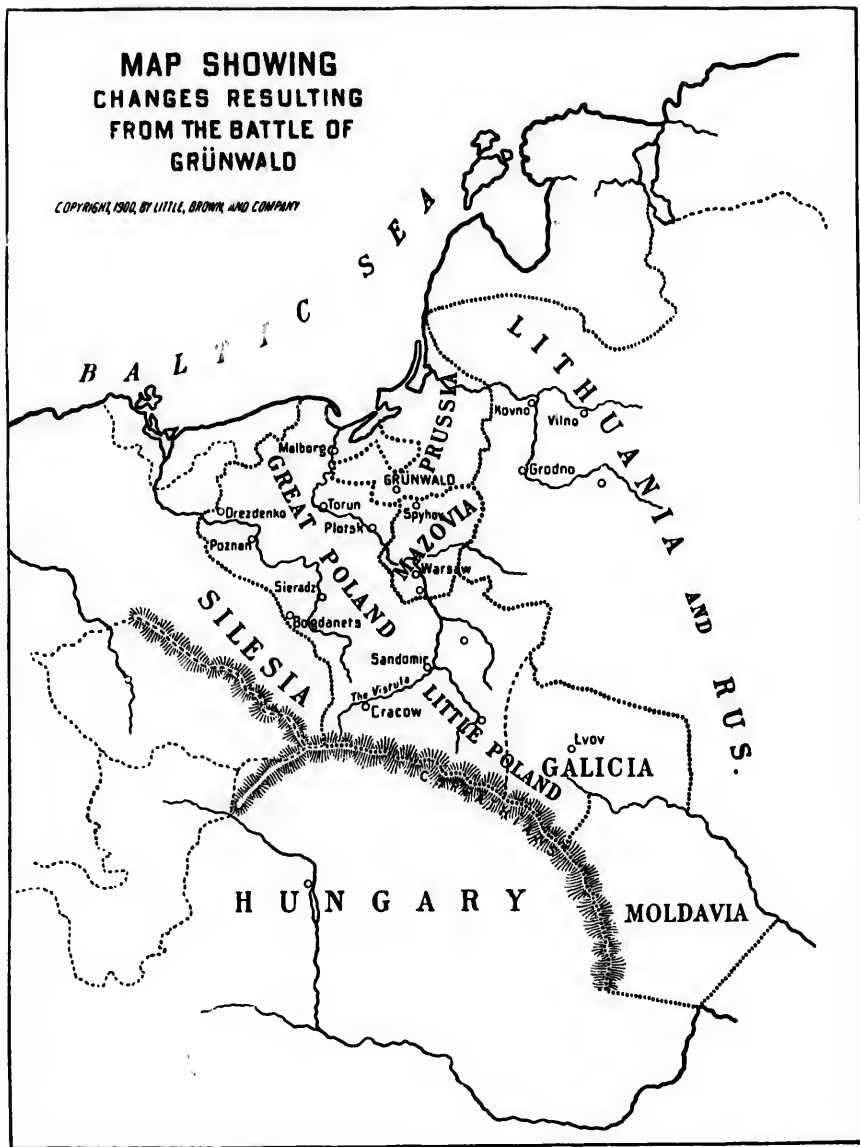 MAP SHOWING
CHANGES RESULTING
FROM THE BATTLE OF
GRÜNWALD
COPYRIGHT, 1900, BY LITTLE, BROWN, AND COMPANY
BALTIC SEA
LITHUANIA AND RUS.
PRUSSIA
Kovno
Vilno
Malborg
GRÜNWALD
Grodno
GREAT POLAND
Drezdenko
Torun
Spyhov
Plotsk
MAZOVIA
Poznan
Warsaw
Sieradz
SILESIA
Bogdanets
Sandomir
The Vistula
Cracow
LITTLE POLAND
Lvov
GALICIA
CARPATHIANS
HUNGARY
MOLDAVIA